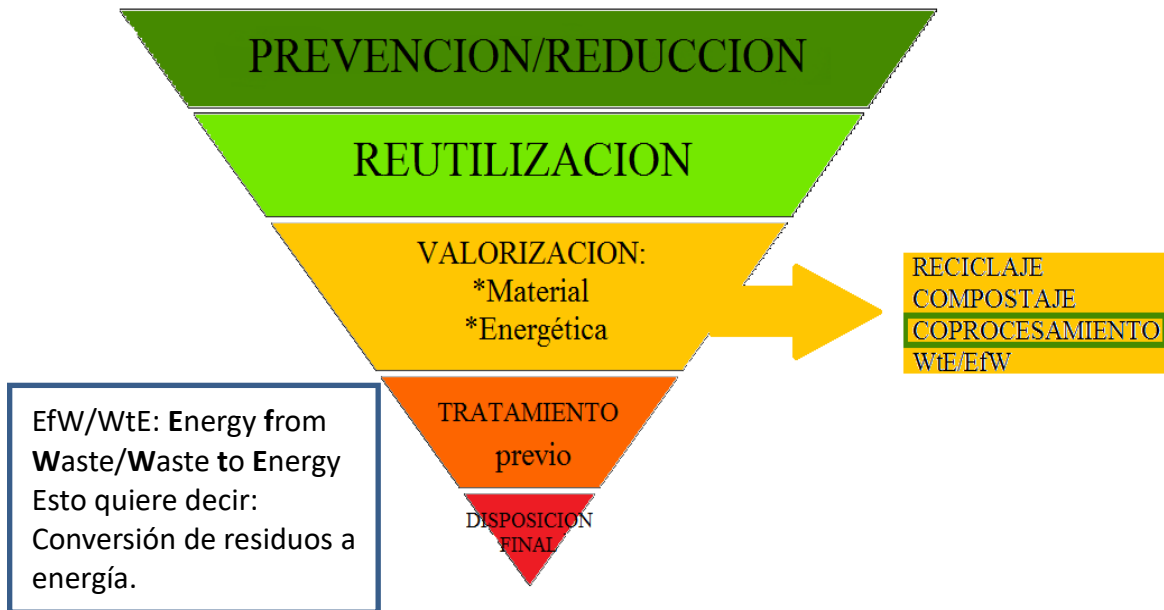 PREVENCION/REDUCCION
REUTILIZACION
VALORIZACION:
*Material
*Energética
RECICLAJE
COMPOSTAJE
COPROCESAMIENTO
WtE/EfW
TRATAMIENTO
previo
DISPOSICION
FINAL
EfW/WtE: Energy from
Waste/Waste to Energy
Esto quiere decir:
Conversión de residuos a
energía.